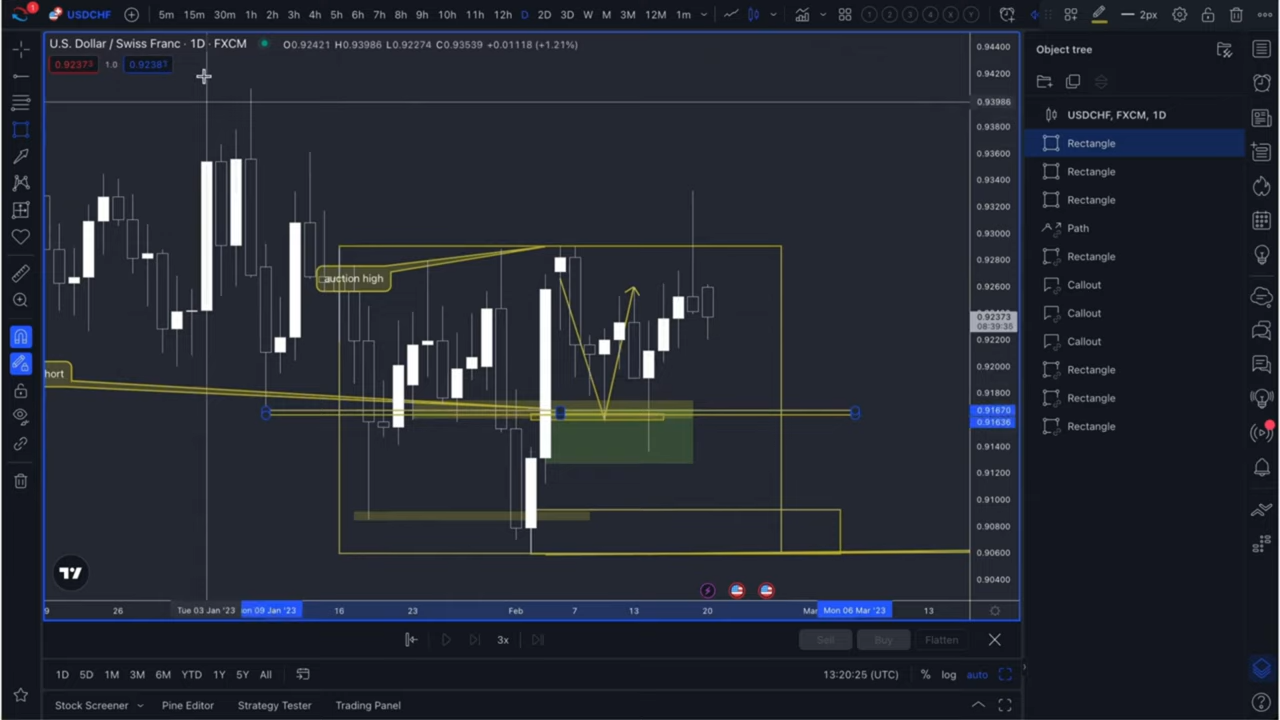 USDCHF
5m 15m 30m 1h 2h 3h 4h 5h 6h 7h 8h 9h 10h 11h 12h D 2D 3D W M 3M 12M 1m
2px
U.S. Dollar / Swiss Franc · 1D · FXCM
O0.92421 H0.93986 L0.92274 C0.93539 +0.01118 (+1.21%)
0.92373 1.0 0.92387
0.94400
0.94200
0.93986
0.93800
0.93600
0.93400
0.93200
0.93000
0.92800
0.92600
0.92373
08:39:36
0.92200
0.92000
0.91800
0.91670
0.91636
0.91400
0.91200
0.91000
0.90800
0.90600
0.90400
auction high
hort
9 26 Tue 03 Jan '23 on 09 Jan '23 16 23 Feb 7 13 20 Mar Mon 06 Mar '23 13
3x
Sell Buy Flatten
1D 5D 1M 3M 6M YTD 1Y 5Y All
13:20:25 (UTC) % log auto
Stock Screener Pine Editor Strategy Tester Trading Panel
Object tree
USDCHF, FXCM, 1D
Rectangle
Rectangle
Rectangle
Path
Rectangle
Callout
Callout
Callout
Rectangle
Rectangle
Rectangle